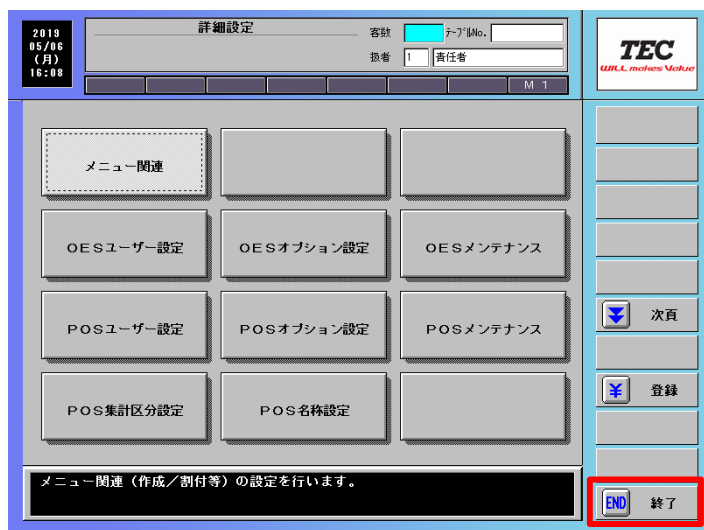 2019
05/06
(月)
16:08
詳細設定
客数
ﾃｰﾌﾞﾙNo.
扱者 1 責任者
M 1
TEC
WILL makes Value
メニュー関連
OESユーザー設定 OESオプション設定 OESメンテナンス
POSユーザー設定 POSオプション設定 POSメンテナンス
次頁
POS集計区分設定 POS名称設定
¥ 登録
メニュー関連（作成／割付等）の設定を行います。
END 終了